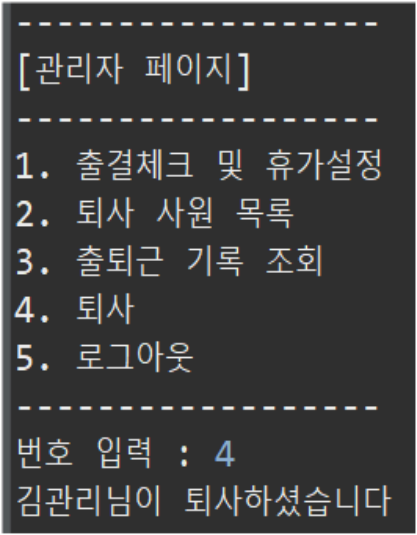 -------------------
[관리자 페이지]
-------------------
1. 출결체크 및 휴가설정
2. 퇴사 사원 목록
3. 출퇴근 기록 조회
4. 퇴사
5. 로그아웃
-------------------
번호 입력 : 4
김관리님이 퇴사하셨습니다